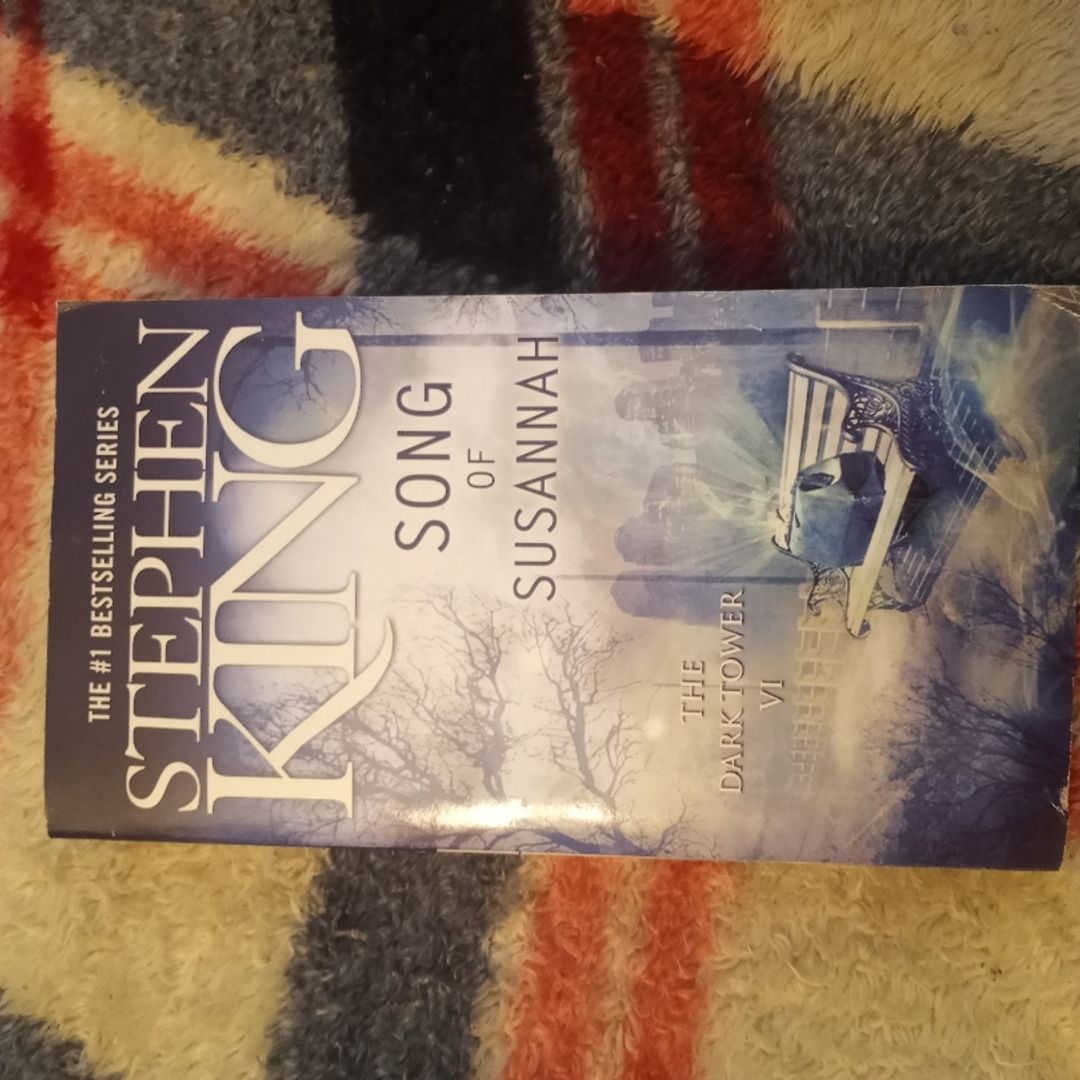 THE #1 BESTSELLING SERIES
STEPHEN
KING
SONG
OF
SUSANNAH
THE
DARK TOWER
VI